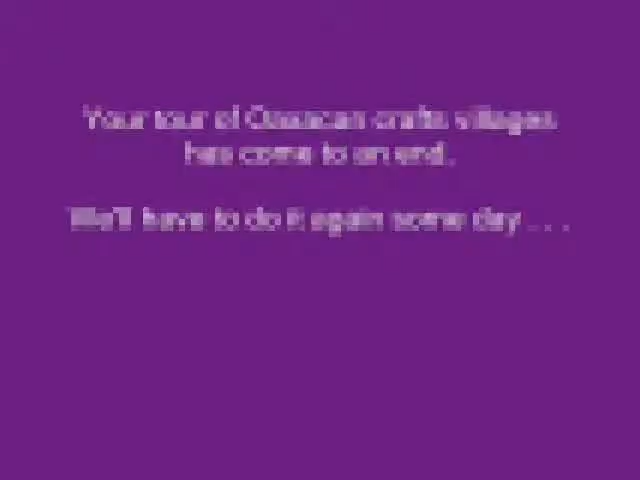 Your tour of Oaxacan crafts villages
has come to an end.
We'll have to do it again some day . . .